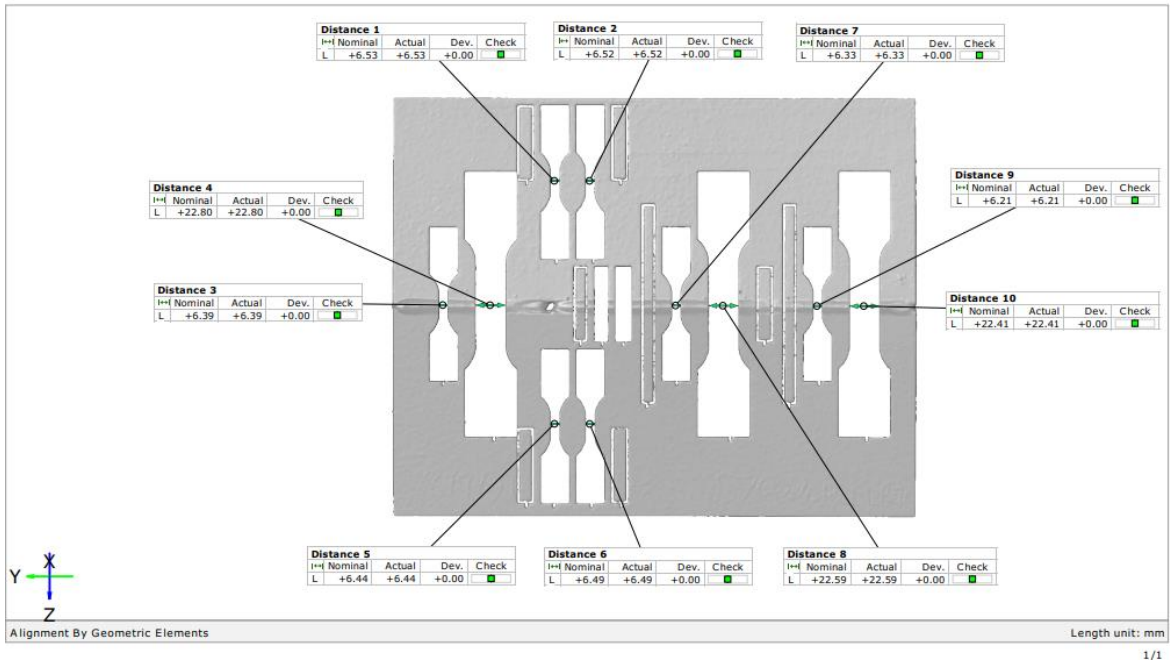 Distance 1
Nominal Actual Dev. Check
L +6.53 +6.53 +0.00
Distance 2
Nominal Actual Dev. Check
L +6.52 +6.52 +0.00
Distance 7
Nominal Actual Dev. Check
L +6.33 +6.33 +0.00
Distance 4
Nominal Actual Dev. Check
L +22.80 +22.80 +0.00
Distance 9
Nominal Actual Dev. Check
L +6.21 +6.21 +0.00
Distance 3
Nominal Actual Dev. Check
L +6.39 +6.39 +0.00
Distance 10
Nominal Actual Dev. Check
L +22.41 +22.41 +0.00
Distance 5
Nominal Actual Dev. Check
L +6.44 +6.44 +0.00
Distance 6
Nominal Actual Dev. Check
L +6.49 +6.49 +0.00
Distance 8
Nominal Actual Dev. Check
L +22.59 +22.59 +0.00
X
Y
Z
Alignment By Geometric Elements Length unit: mm
1/1